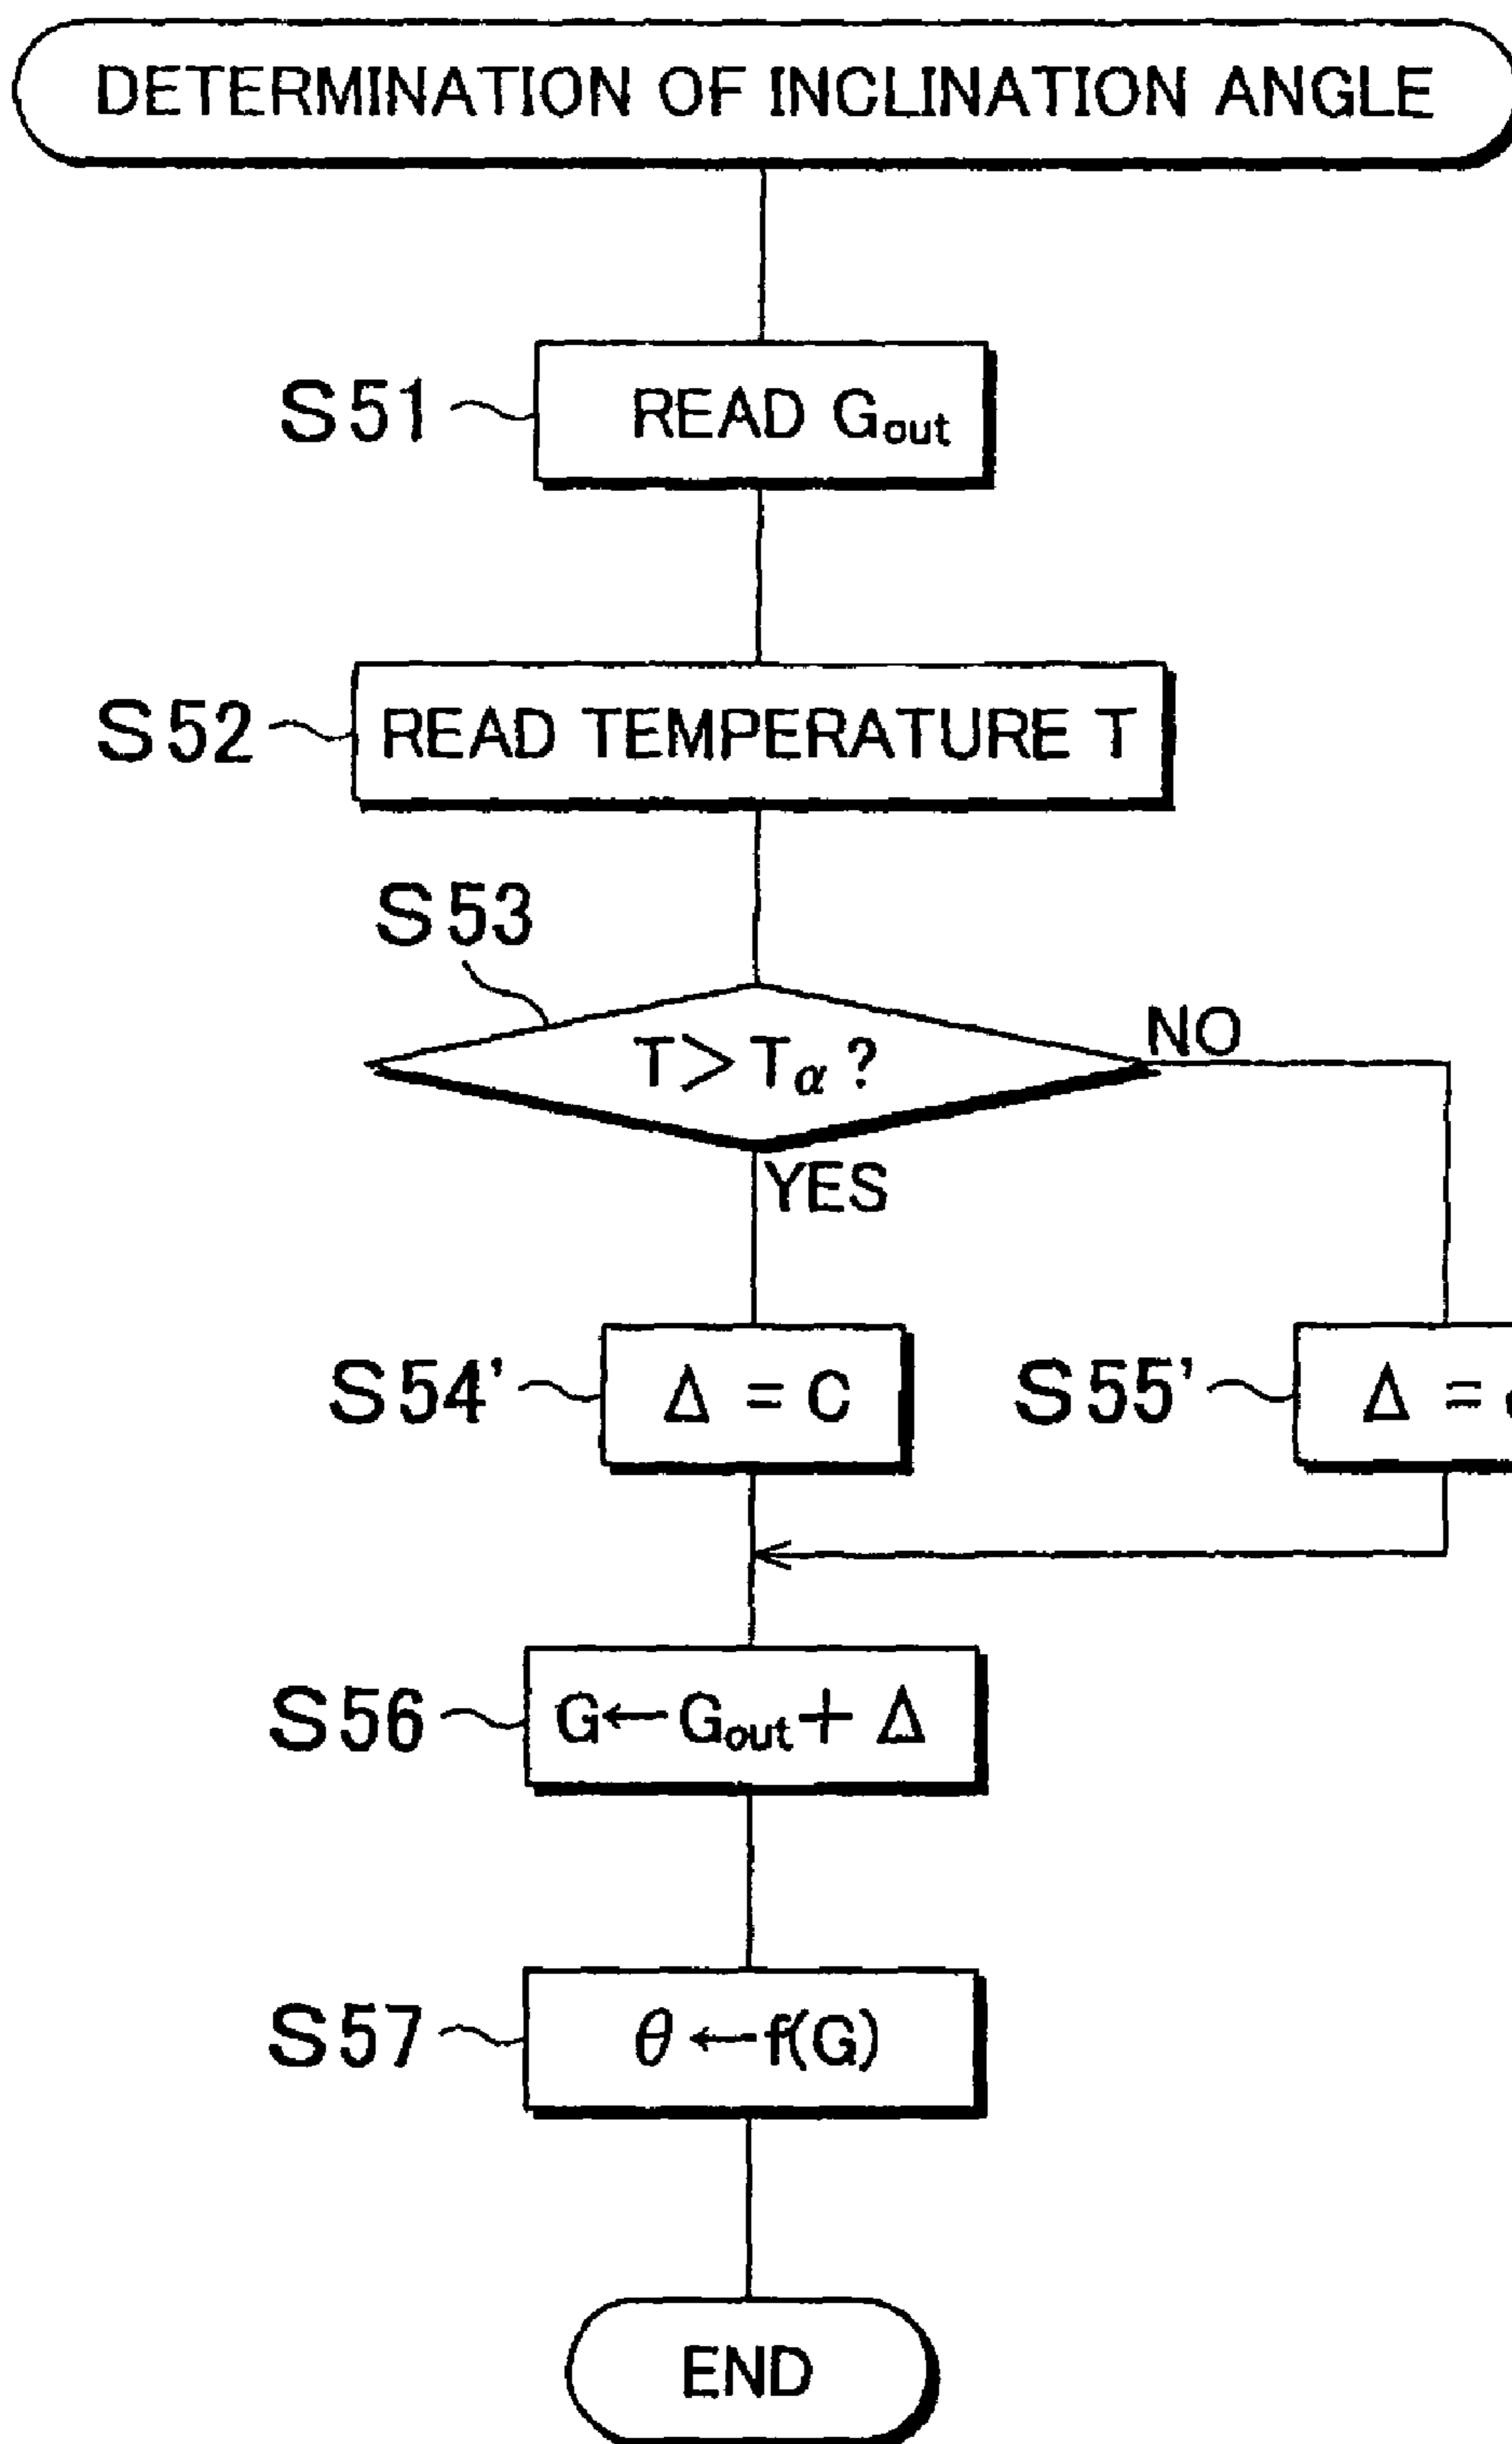 DETERMINATION OF INCLINATION ANGLE
S51
READ Gout
S52
READ TEMPERATURE T
S53
T>Tα?
NO
YES
S54'
Δ = C
S55'
Δ =
S56
G←Gout+ Δ
S57
θ←f(G)
END